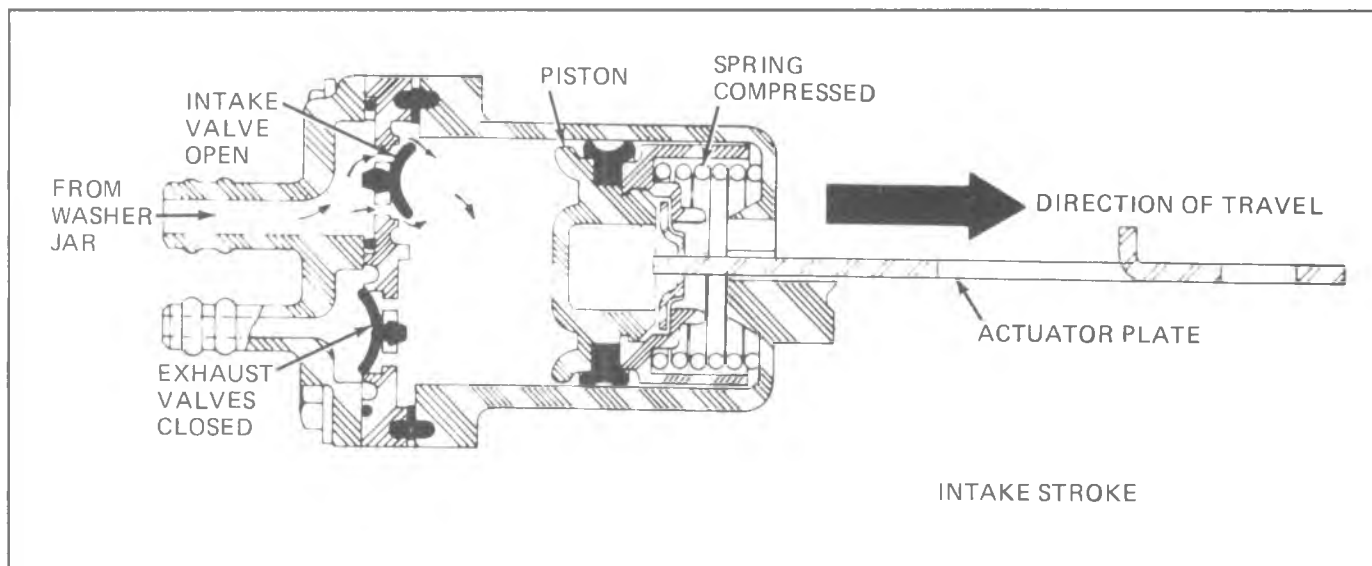 INTAKE
VALVE
OPEN
PISTON
SPRING
COMPRESSED
FROM
WASHER
JAR
DIRECTION OF TRAVEL
ACTUATOR PLATE
EXHAUST
VALVES
CLOSED
INTAKE STROKE